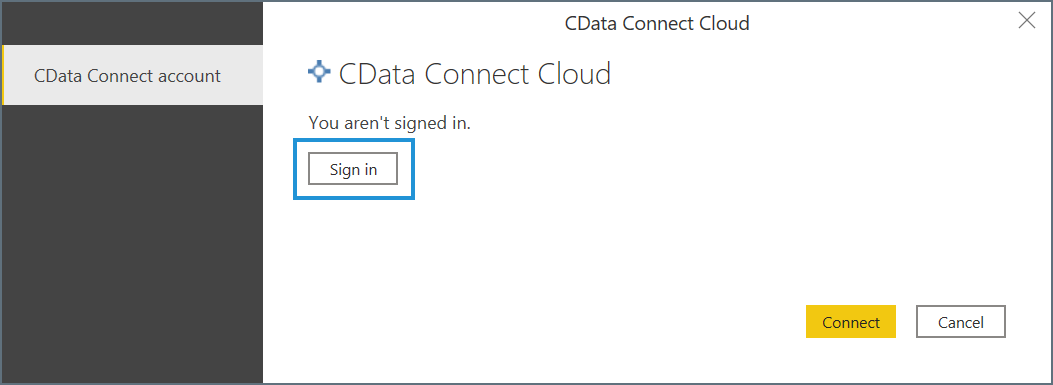 CData Connect Cloud
CData Connect account
CData Connect Cloud
You aren't signed in.
Sign in
Connect
Cancel